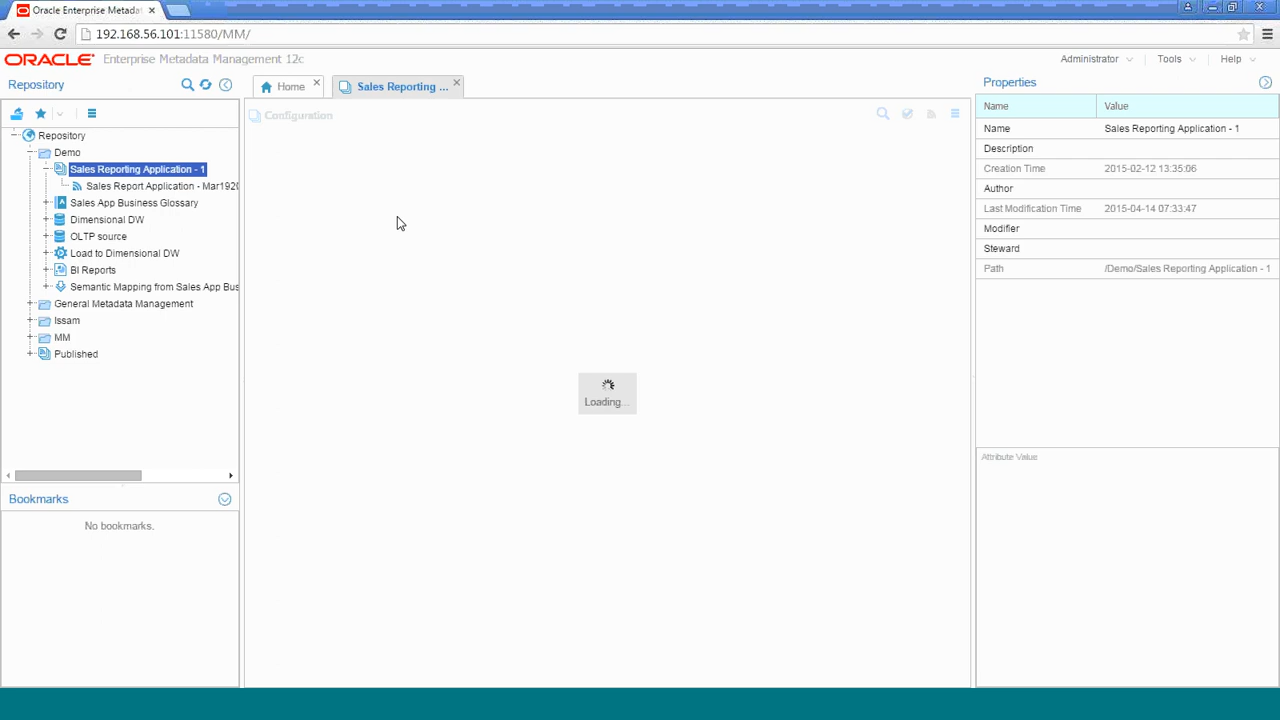 Oracle Enterprise Metada
192.168.56.101:11580/MM/
ORACLE Enterprise Metadata Management 12c
Administrator Tools Help
Repository
Home
Sales Reporting ...
Properties
Configuration
Name Value
Name Sales Reporting Application - 1
Description
Creation Time 2015-02-12 13:35:06
Author
Last Modification Time 2015-04-14 07:33:47
Modifier
Steward
Path /Demo/Sales Reporting Application - 1
Attribute Value
Repository
Demo
Sales Reporting Application - 1
Sales Report Application - Mar1920
Sales App Business Glossary
Dimensional DW
OLTP source
Load to Dimensional DW
BI Reports
Semantic Mapping from Sales App Bus
General Metadata Management
Issam
MM
Published
Loading...
Bookmarks
No bookmarks.